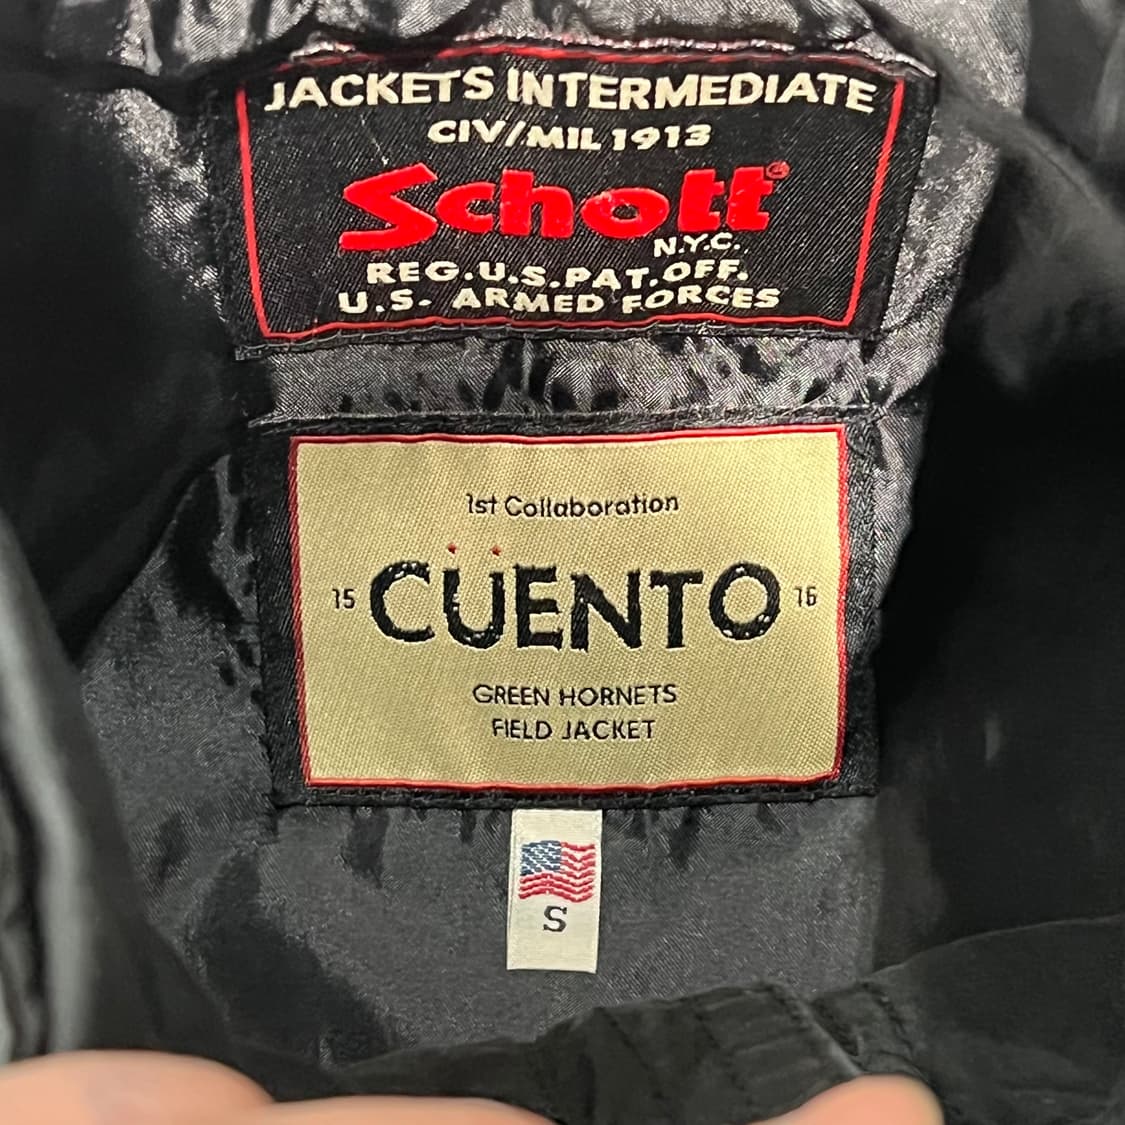 JACKETS INTERMEDIATE
CIV/MIL 1913
Schott®
N.Y.C.
REG.U.S.PAT.OFF.
U.S. ARMED FORCES
1st Collaboration
15 CÜENTO 16
GREEN HORNETS
FIELD JACKET
S